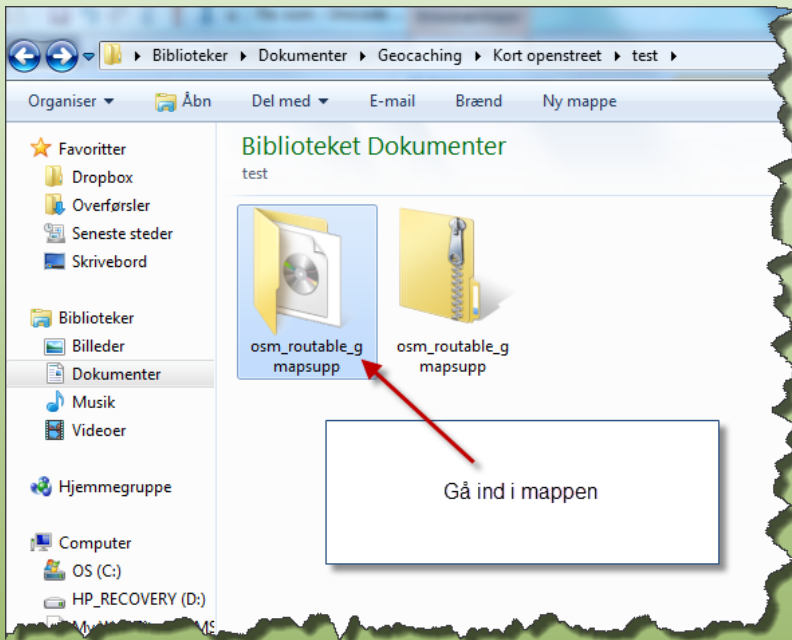 Biblioteker Dokumenter Geocaching Kort openstreet test
Organiser Åbn Del med E-mail Brænd Ny mappe
Favoritter
Dropbox
Overførsler
Seneste steder
Skrivebord
Biblioteker
Billeder
Dokumenter
Musik
Videoer
Hjemmegruppe
Computer
OS (C:)
HP_RECOVERY (D:)
Biblioteket Dokumenter
test
osm_routable_g
mapsupp
osm_routable_g
mapsupp
Gå ind i mappen